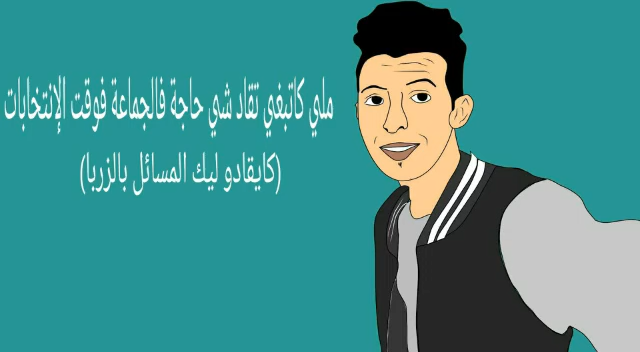 ملي كاتبغي تقاد شي حاجة فالجماعة فوقت الإنتخابات
(كايقادو ليك المسائل بالزربا)